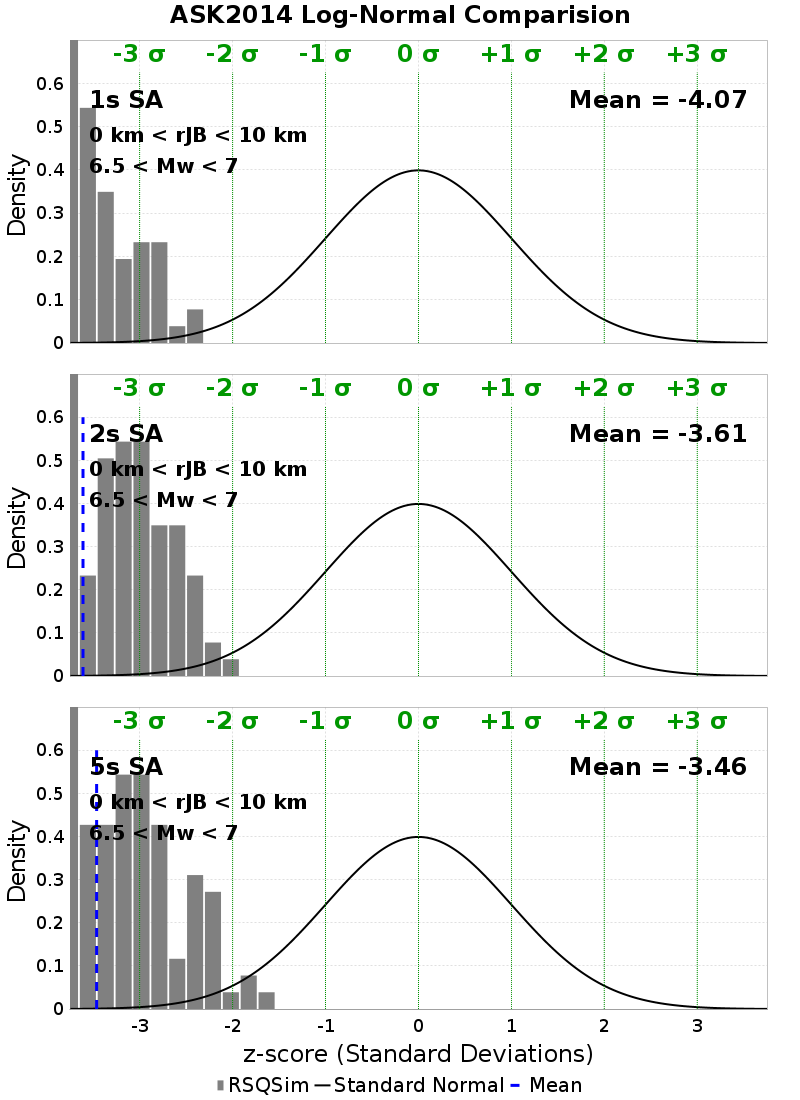 ASK2014 Log-Normal Comparision
-3 σ -2 σ -1 σ 0 σ +1 σ +2 σ +3 σ
1s SA Mean = -4.07
0 km < rJB < 10 km
6.5 < Mw < 7
0.6
0.5
0.4
0.3
0.2
0.1
0
Density
-3 σ -2 σ -1 σ 0 σ +1 σ +2 σ +3 σ
2s SA Mean = -3.61
0 km < rJB < 10 km
6.5 < Mw < 7
0.6
0.5
0.4
0.3
0.2
0.1
0
Density
-3 σ -2 σ -1 σ 0 σ +1 σ +2 σ +3 σ
5s SA Mean = -3.46
0 km < rJB < 10 km
6.5 < Mw < 7
0.6
0.5
0.4
0.3
0.2
0.1
0
Density
-3 -2 -1 0 1 2 3
z-score (Standard Deviations)
RSQSim Standard Normal Mean